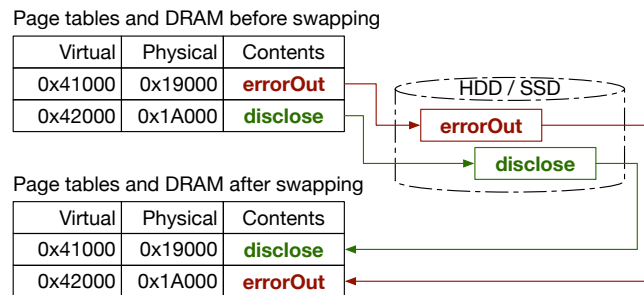 Page tables and DRAM before swapping
Virtual Physical Contents
0x41000 0x19000 errorOut
0x42000 0x1A000 disclose
HDD / SSD
errorOut
disclose
Page tables and DRAM after swapping
Virtual Physical Contents
0x41000 0x19000 disclose
0x42000 0x1A000 errorOut